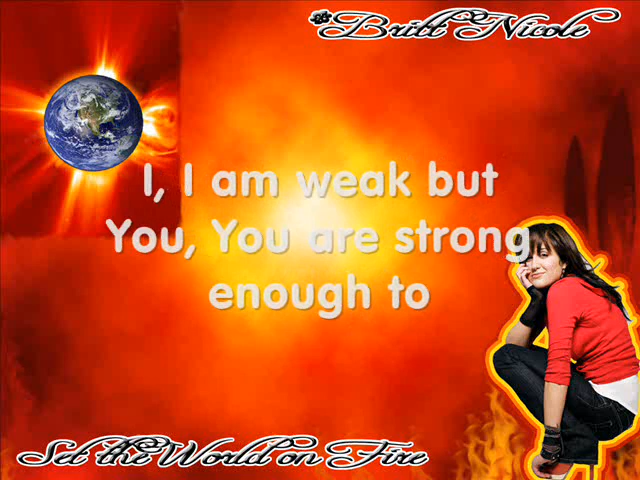 Britt Nicole
I, I am weak but
You, You are strong
enough to
Set the World on Fire